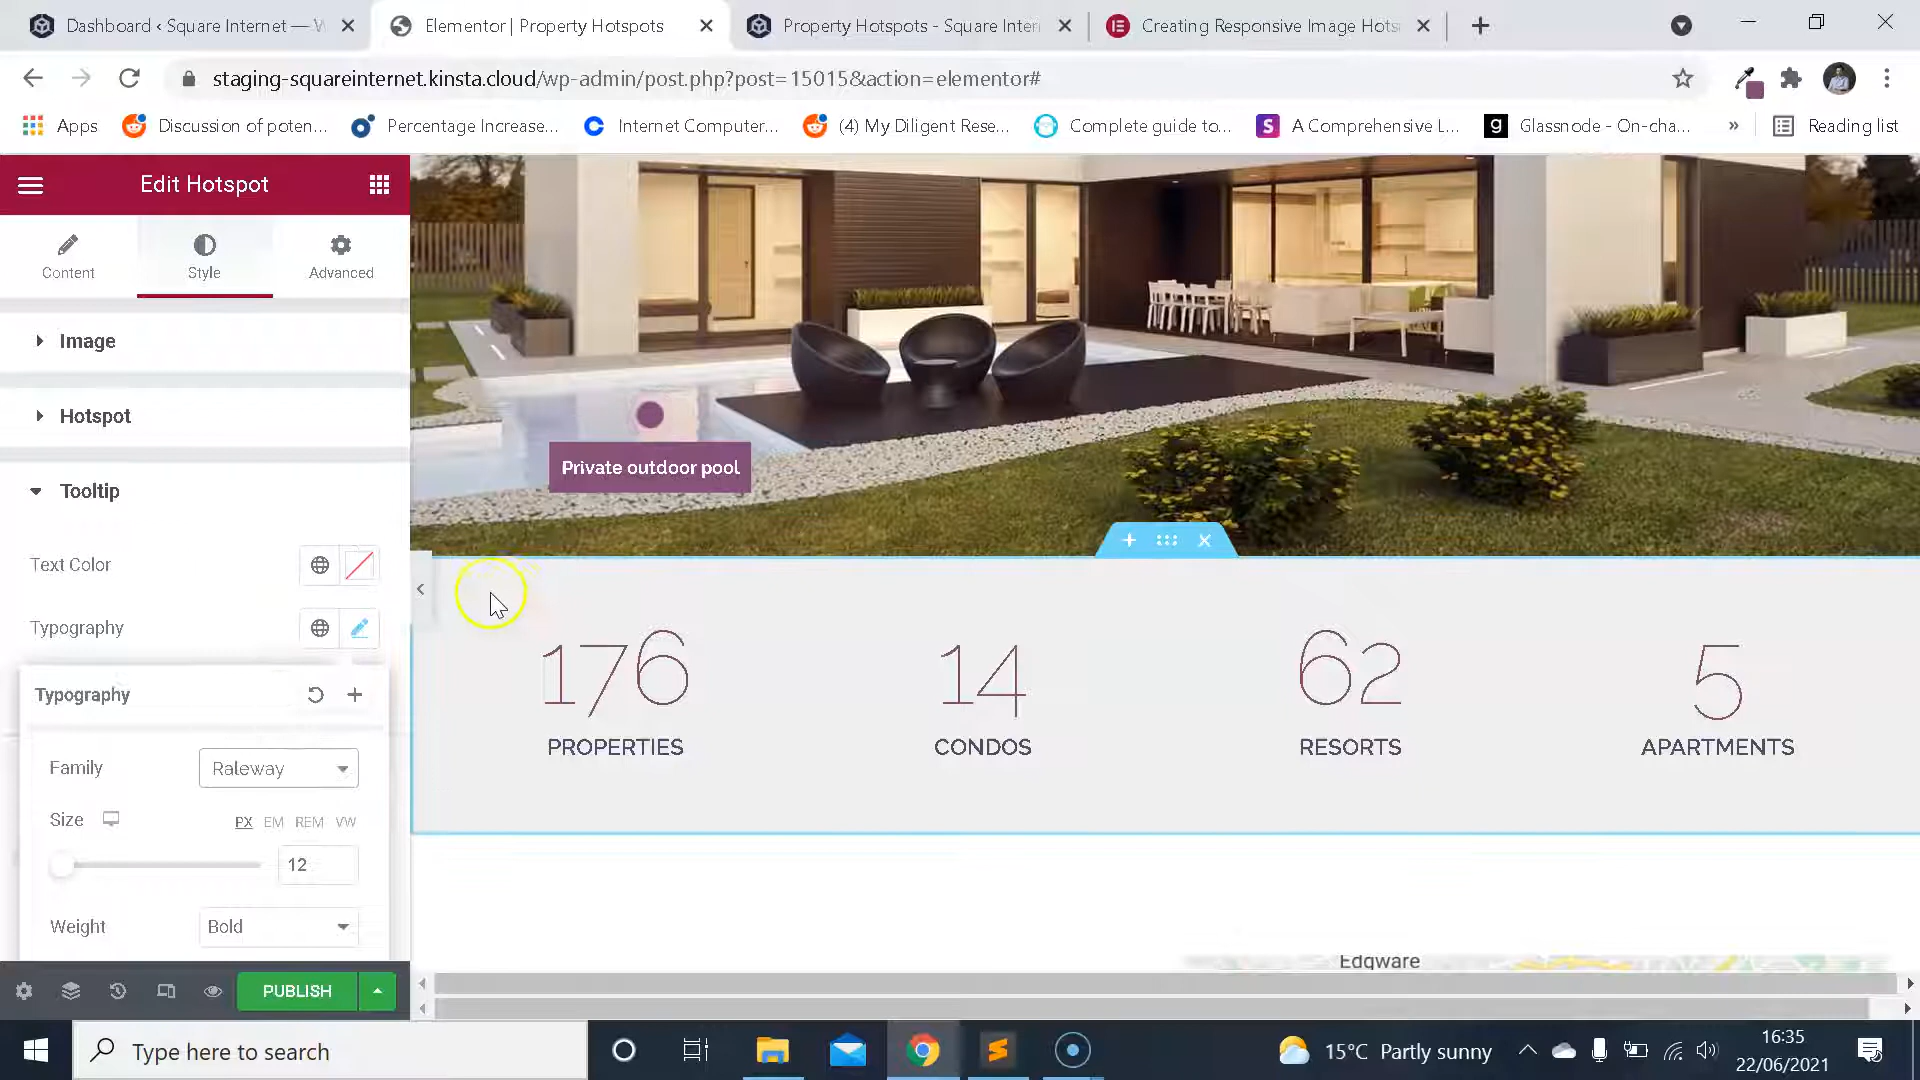 Dashboard ‹ Square Internet — W
Elementor | Property Hotspots
Property Hotspots - Square Inter
Creating Responsive Image Hots
staging-squareinternet.kinsta.cloud/wp-admin/post.php?post=15015&action=elementor#
Apps
Discussion of poten...
Percentage Increase...
Internet Computer...
(4) My Diligent Rese...
Complete guide to...
S
A Comprehensive L...
g
Glassnode - On-cha...
»
Reading list
Edit Hotspot
Content
Style
Advanced
Image
Hotspot
Tooltip
Text Color
Typography
Typography
Family
Raleway
Size
PX
EM
REM
VW
12
Weight
Bold
PUBLISH
Private outdoor pool
176
14
62
5
PROPERTIES
CONDOS
RESORTS
APARTMENTS
Edgware
Type here to search
15°C Partly sunny
16:35
22/06/2021